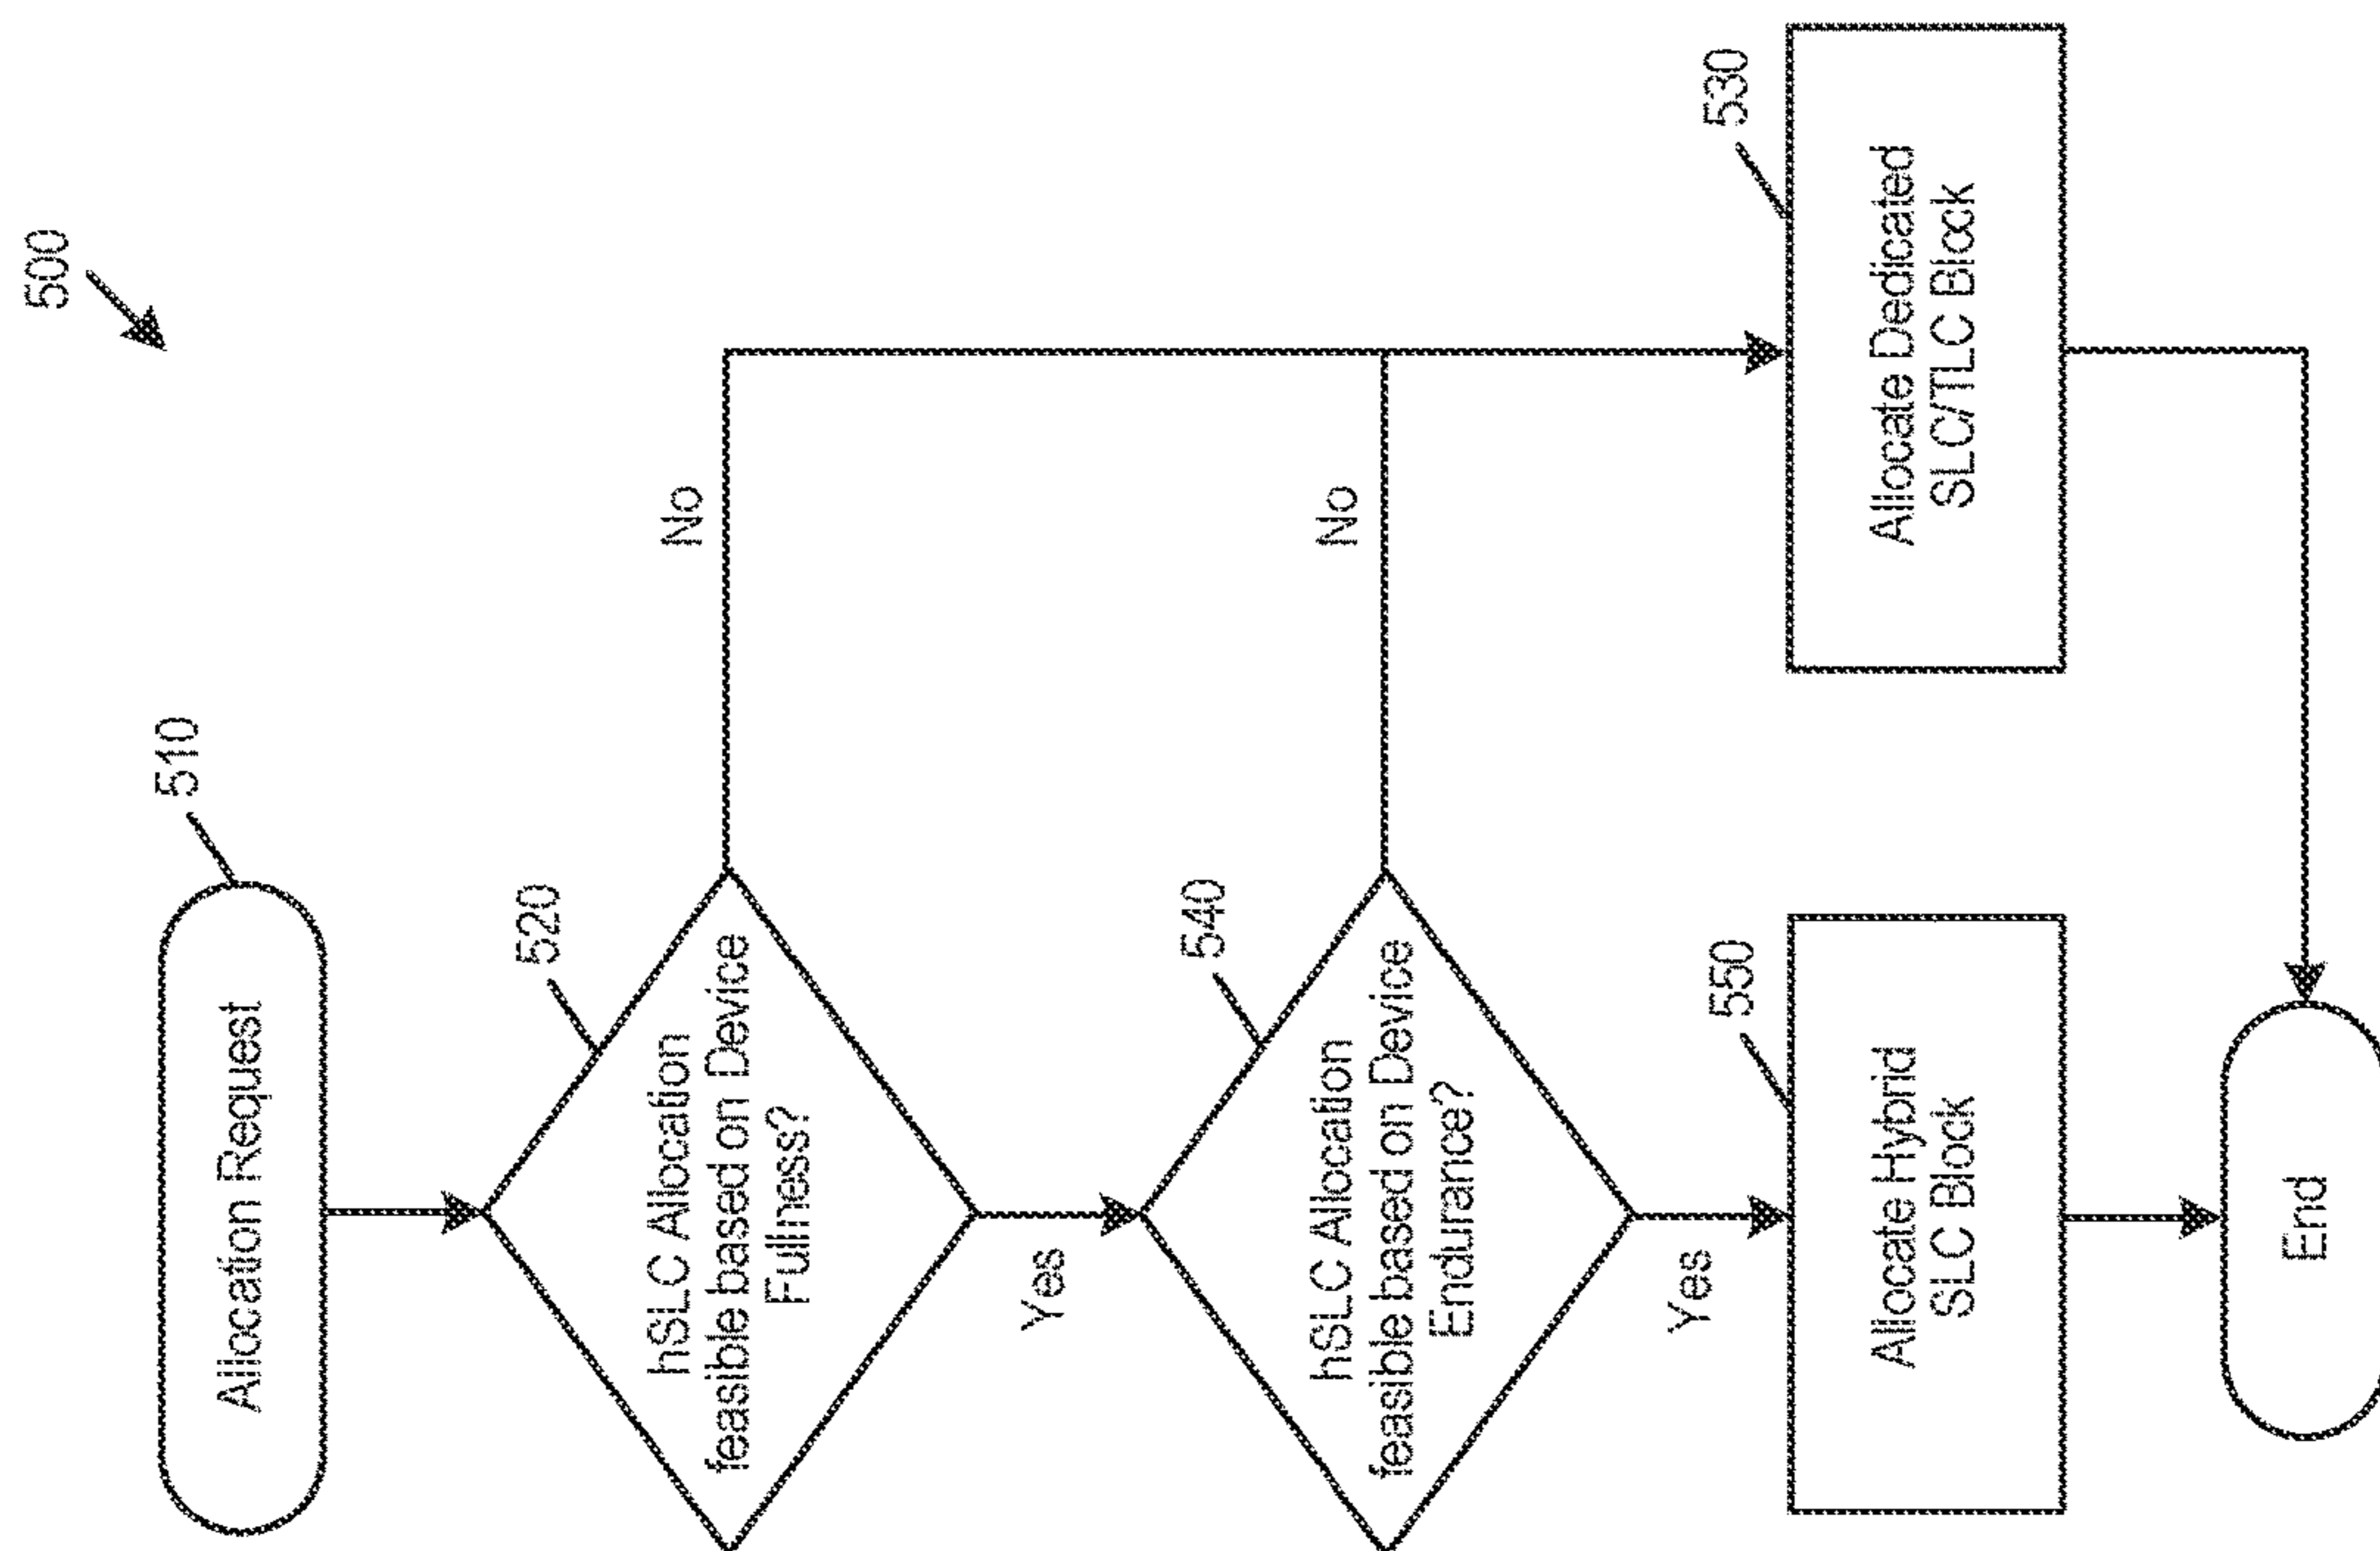 500
510
Allocation Request
520
hSLC Allocation
feasible based on Device
Fullness?
No
Yes
540
hSLC Allocation
feasible based on Device
Endurance?
No
Yes
550
Allocate Hybrid
SLC Block
530
Allocate Dedicated
SLC/TLC Block
End